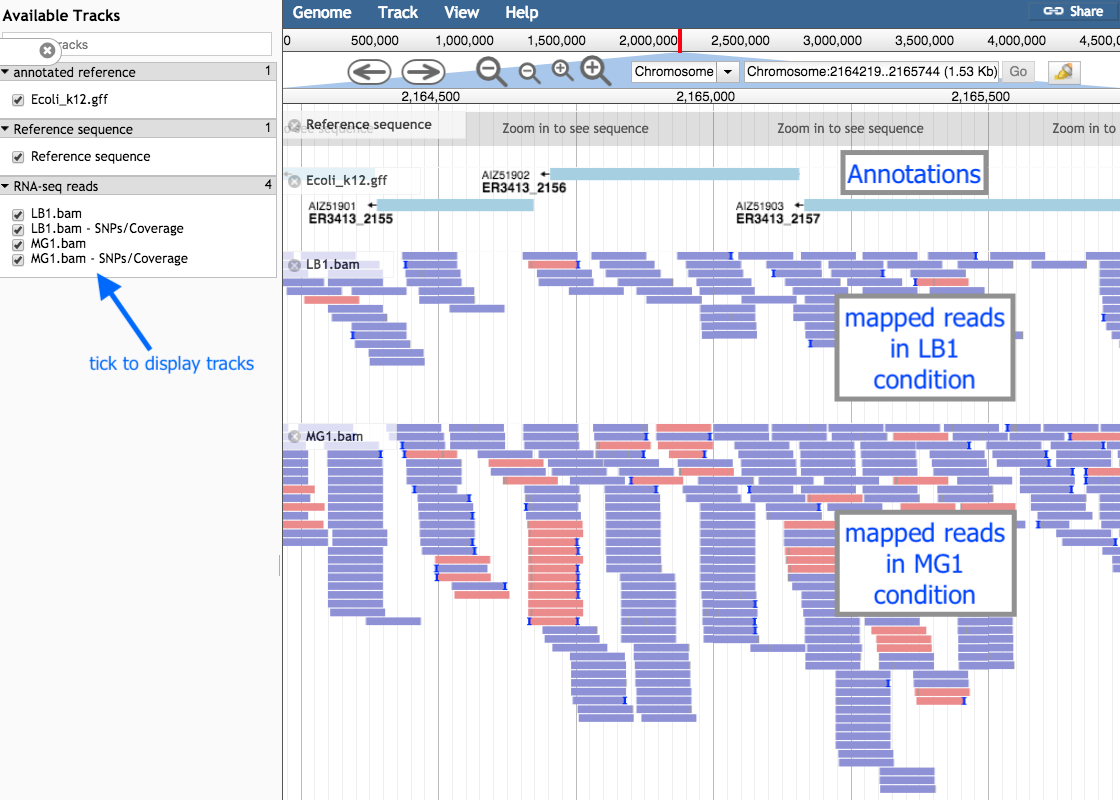 Available Tracks
racks
annotated reference 1
Ecoli_k12.gff
Reference sequence 1
Reference sequence
RNA-seq reads 4
LB1.bam
LB1.bam - SNPs/Coverage
MG1.bam
MG1.bam - SNPs/Coverage
tick to display tracks
Genome Track View Help Share
0 500,000 1,000,000 1,500,000 2,000,000 2,500,000 3,000,000 3,500,000 4,000,000 4,500,0
Chromosome Chromosome:2164219..2165744 (1.53 Kb) Go
2,164,500 2,165,000 2,165,500
Reference sequence Zoom in to see sequence Zoom in to see sequence Zoom in to
Ecoli_k12.gff
AIZ51902
ER3413_2156
Annotations
AIZ51901
ER3413_2155
AIZ51903
ER3413_2157
LB1.bam
mapped reads
in LB1
condition
MG1.bam
mapped reads
in MG1
condition